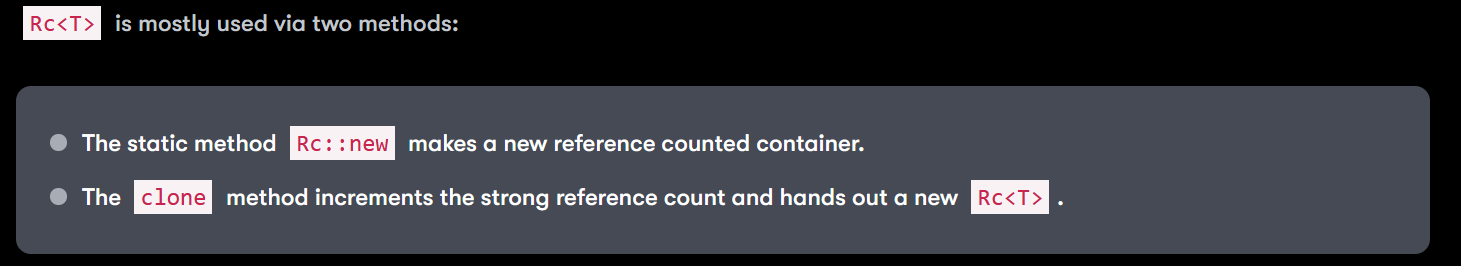 Rc<T> is mostly used via two methods:
The static method Rc::new makes a new reference counted container.
The clone method increments the strong reference count and hands out a new Rc<T> .